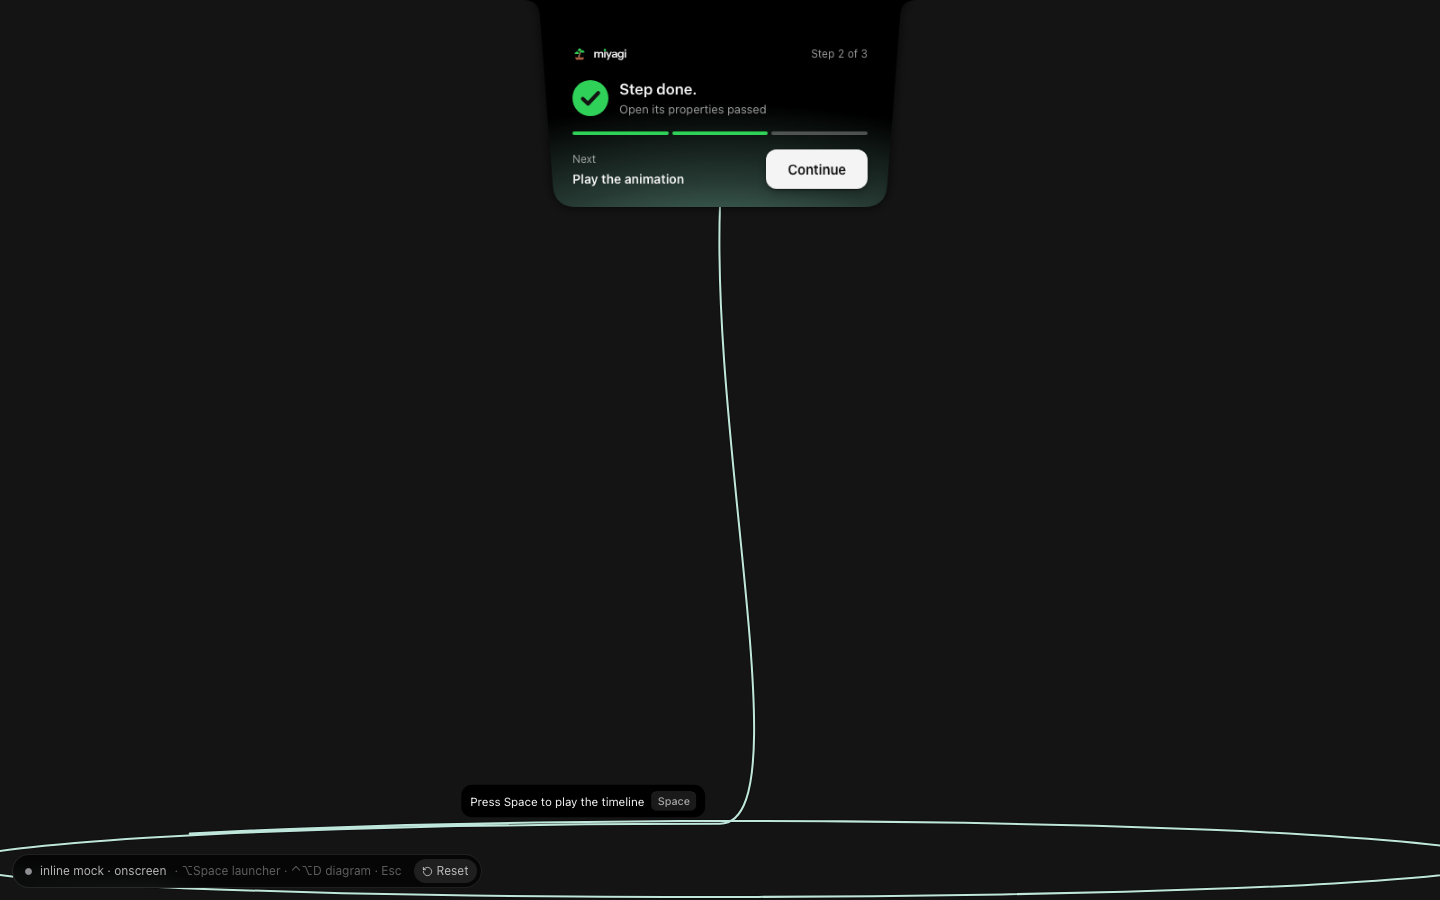 miyagi
Step 2 of 3
Step done.
Open its properties passed
Next
Play the animation
Continue
Press Space to play the timeline Space
inline mock · onscreen · ⌥Space launcher · ^⌥D diagram · Esc Reset